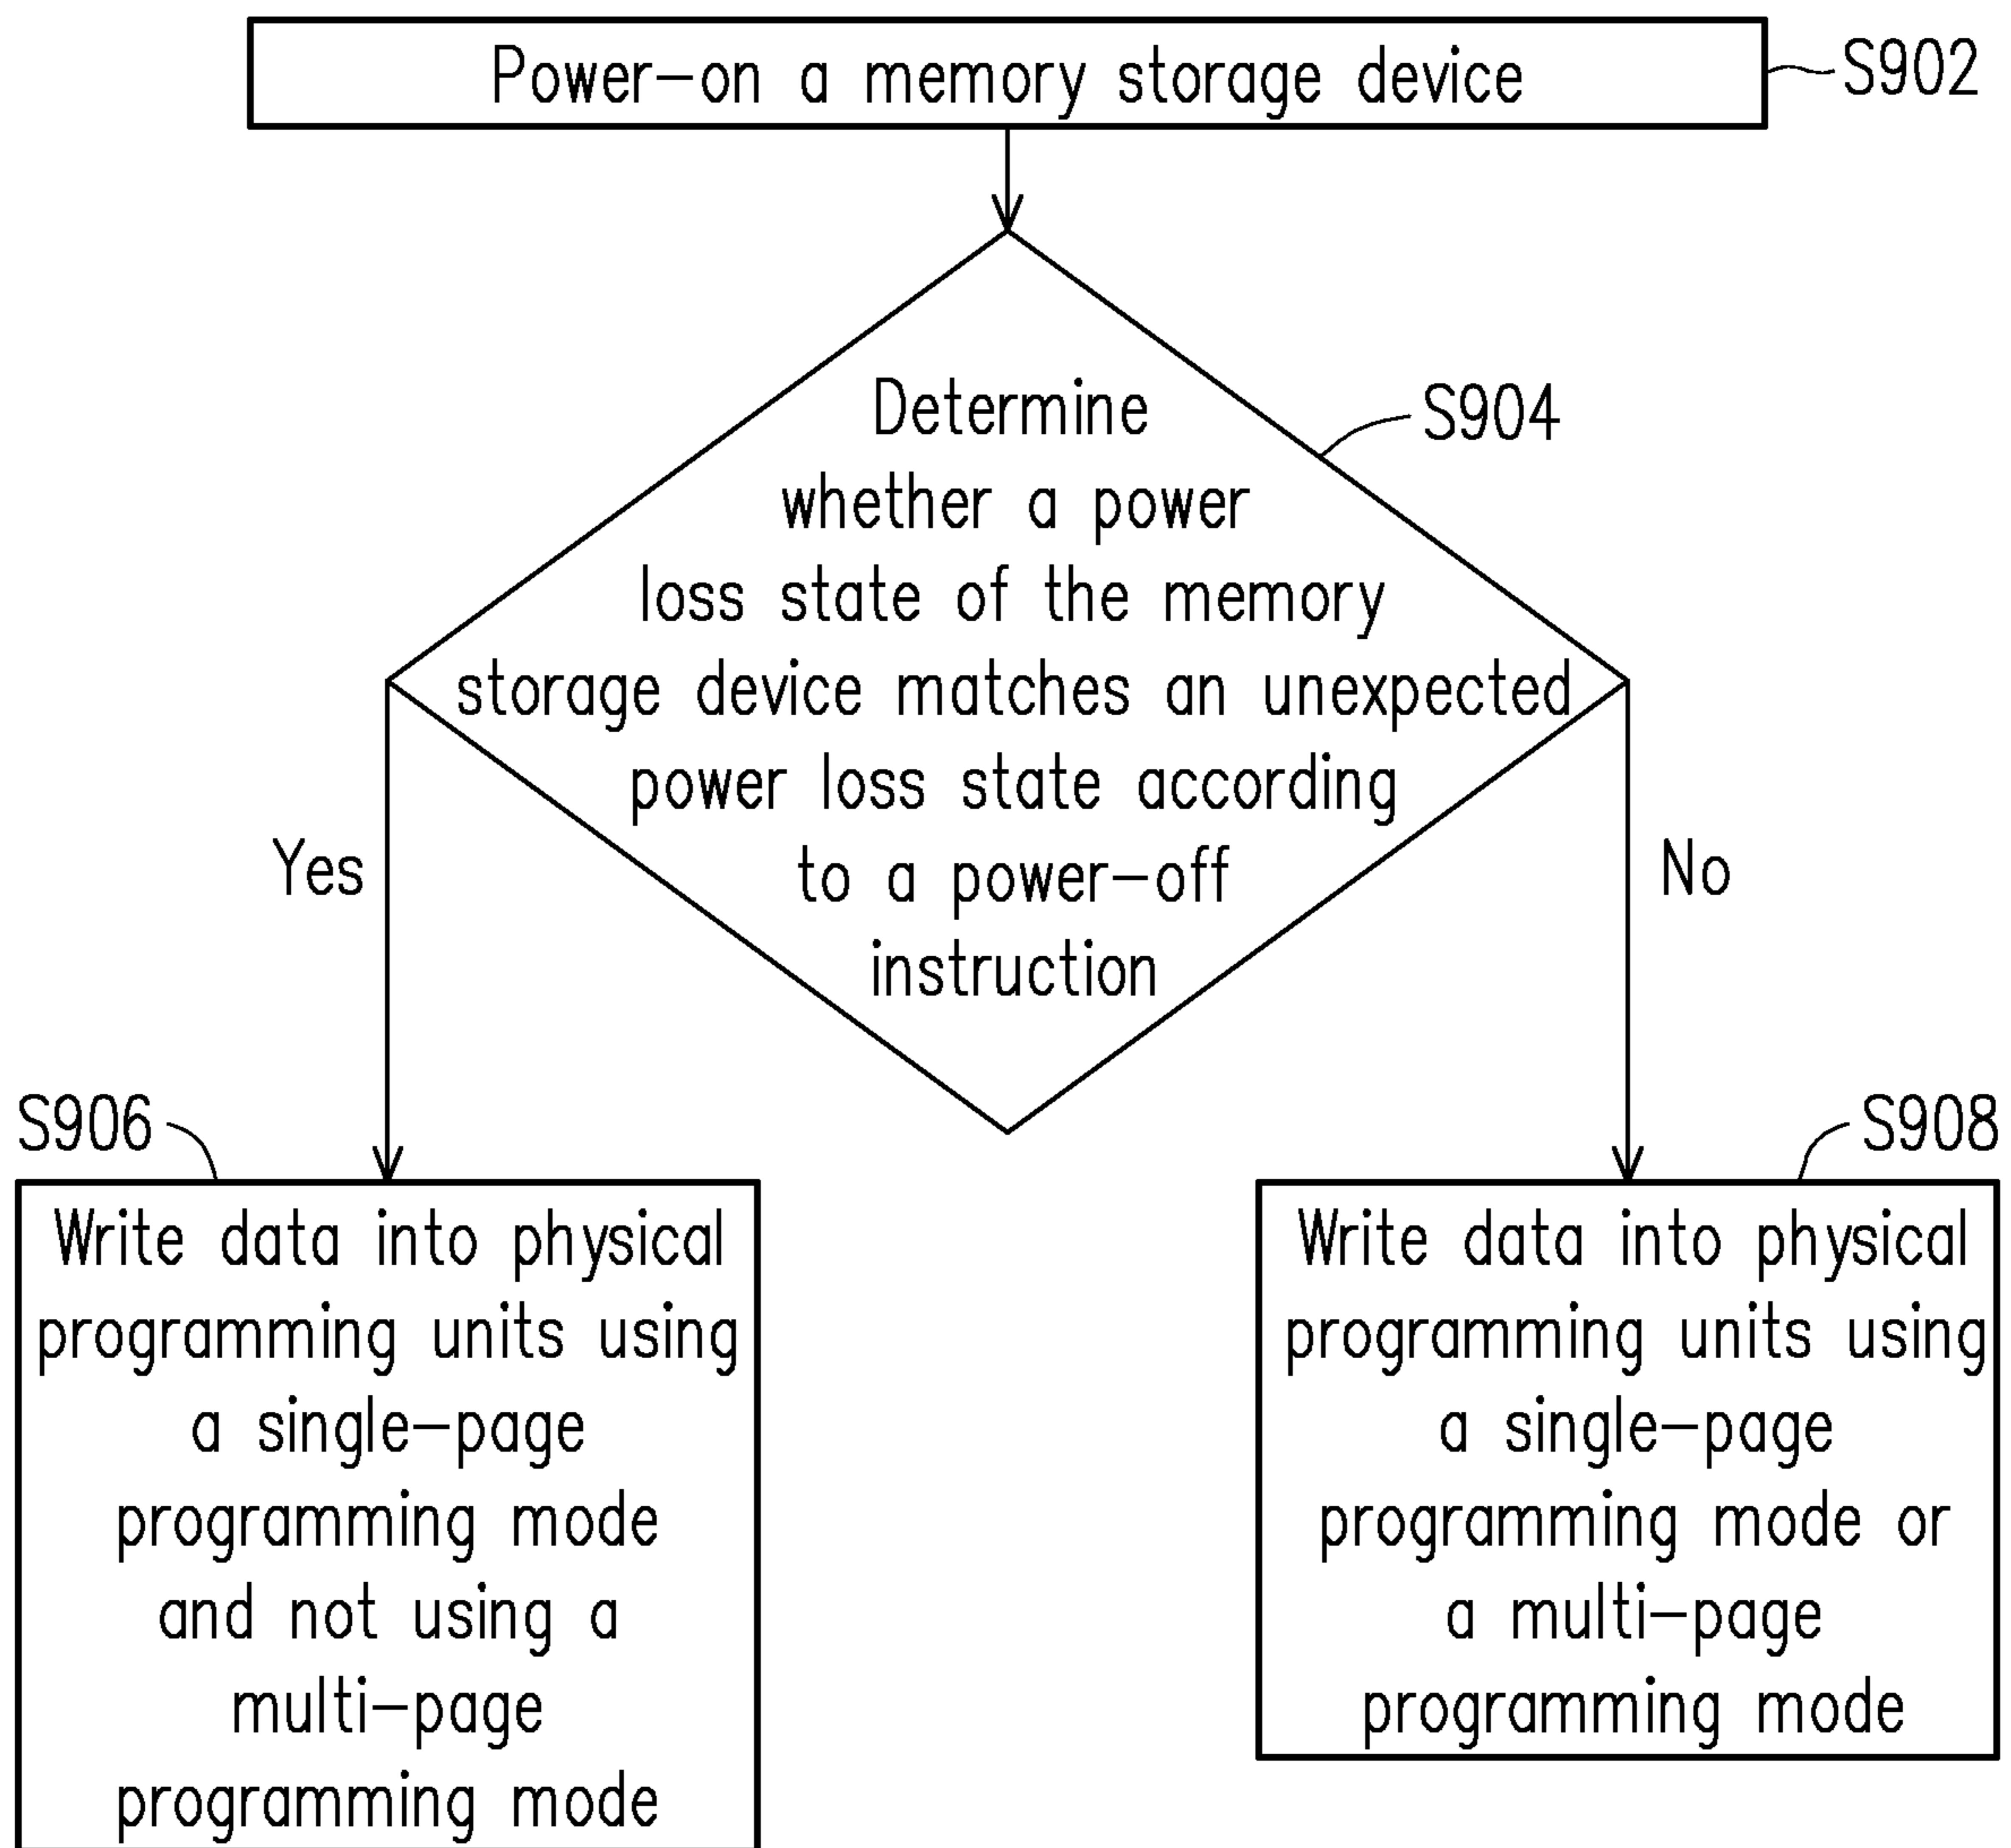 Power-on a memory storage device
S902
Determine
S904
whether a power
loss state of the memory
storage device matches an unexpected
power loss state according
to a power-off
instruction
Yes
No
S906
S908
Write data into physical
programming units using
a single-page
programming mode
and not using a
multi-page
programming mode
Write data into physical
programming units using
a single-page
programming mode or
a multi-page
programming mode